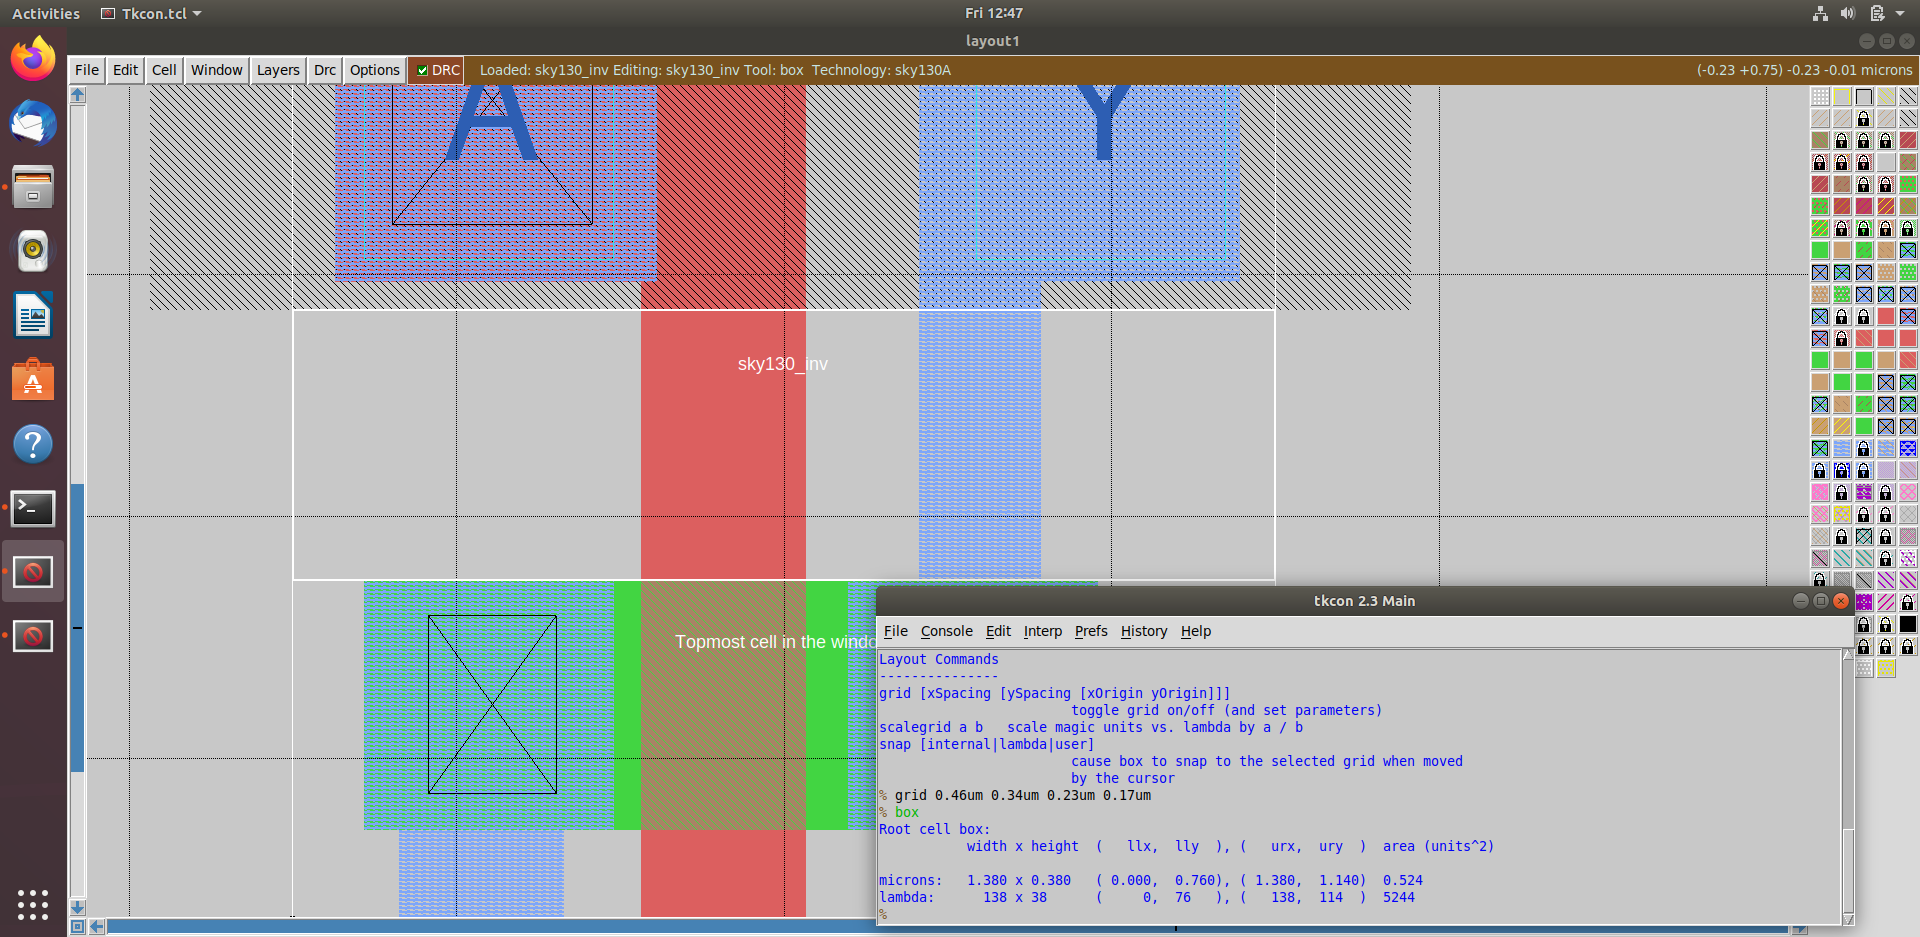 Activities Tkcon.tcl Fri 12:47
layout1
File Edit Cell Window Layers Drc Options DRC Loaded: sky130_inv Editing: sky130_inv Tool: box Technology: sky130A (-0.23 +0.75) -0.23 -0.01 microns
A Y
sky130_inv
Topmost cell in the windo
tkcon 2.3 Main
File Console Edit Interp Prefs History Help
Layout Commands
---------------
grid [xSpacing [ySpacing [xOrigin yOrigin]]]
toggle grid on/off (and set parameters)
scalegrid a b scale magic units vs. lambda by a / b
snap [internal|lambda|user]
cause box to snap to the selected grid when moved
by the cursor
% grid 0.46um 0.34um 0.23um 0.17um
% box
Root cell box:
width x height ( llx, lly ), ( urx, ury ) area (units^2)
microns: 1.380 x 0.380 ( 0.000, 0.760), ( 1.380, 1.140) 0.524
lambda: 138 x 38 ( 0, 76 ), ( 138, 114 ) 5244
%